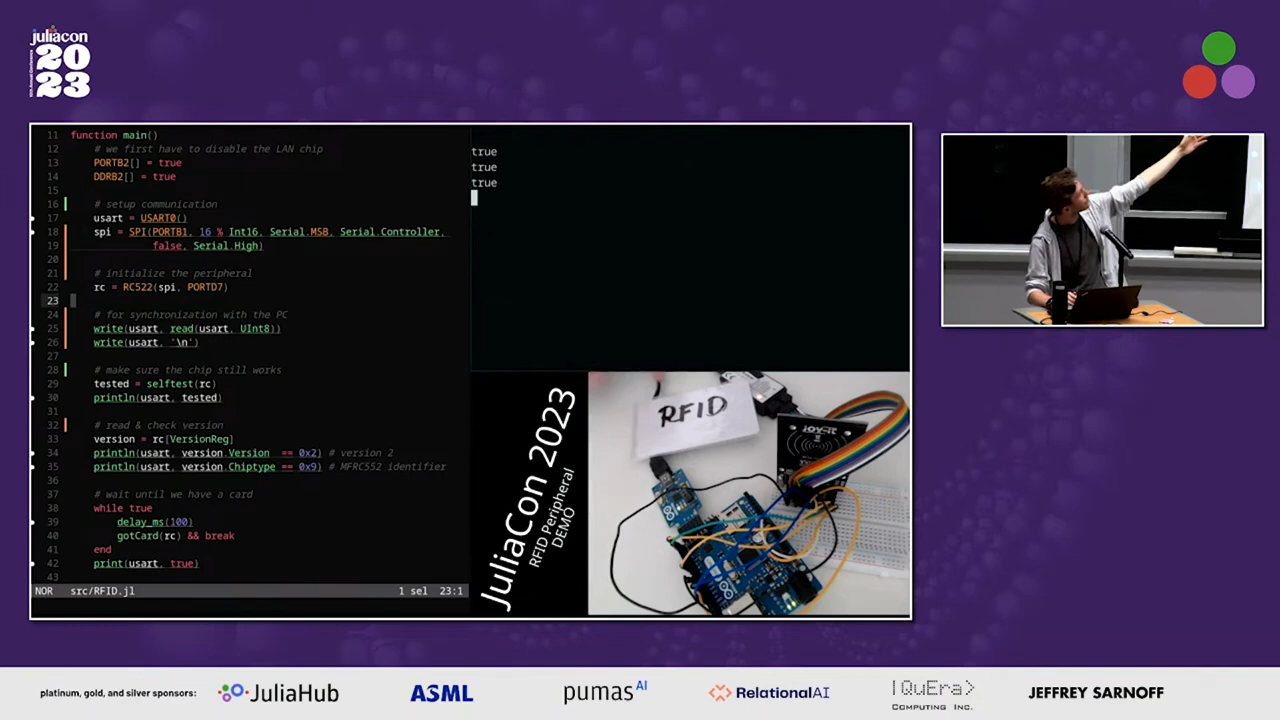 juliacon
20
23
11 function main()
12 # we first have to disable the LAN chip
13 PORTB2[] = true
14 DDRB2[] = true
15
16 # setup communication
17 usart = USART0()
18 spi = SPI(PORTB1, 16 % Int16, Serial.MSB, Serial.Controller,
19 false, Serial.High)
20
21 # initialize the peripheral
22 rc = RC522(spi, PORTD7)
23
24 # for synchronization with the PC
25 write(usart, read(usart, UInt8))
26 write(usart, '\n')
27
28 # make sure the chip still works
29 tested = selftest(rc)
30 println(usart, tested)
31
32 # read & check version
33 version = rc[VersionReg]
34 println(usart, version.Version == 0x2) # version 2
35 println(usart, version.Chiptype == 0x9) # MFRC552 identifier
36
37 # wait until we have a card
38 while true
39 delay_ms(100)
40 gotCard(rc) && break
41 end
42 print(usart, true)
43
NOR src/RFID.jl 1 sel 23:1
true
true
true
JuliaCon 2023
RFID Peripheral
DEMO
RFID
JOY-iT
platinum, gold, and silver sponsors:
JuliaHub
ASML
pumasAI
RelationalAI
|QuEra>
COMPUTING INC.
JEFFREY SARNOFF